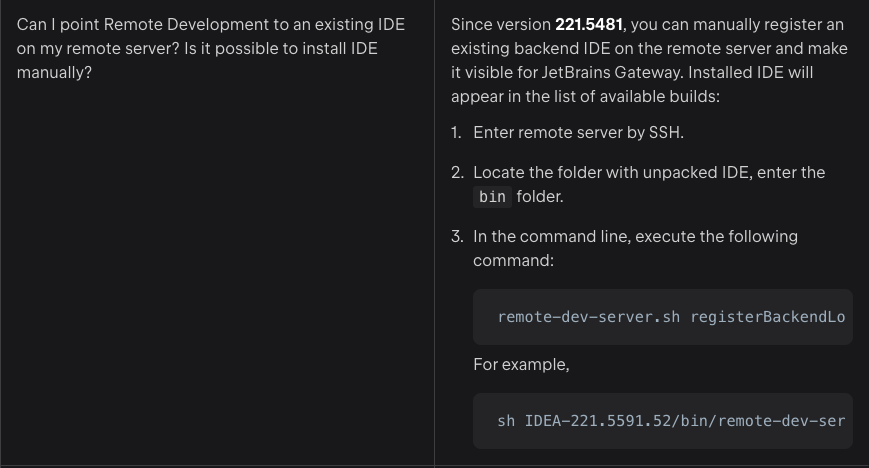 Can I point Remote Development to an existing IDE
on my remote server? Is it possible to install IDE
manually?
Since version 221.5481, you can manually register an
existing backend IDE on the remote server and make
it visible for JetBrains Gateway. Installed IDE will
appear in the list of available builds:
1. Enter remote server by SSH.
2. Locate the folder with unpacked IDE, enter the
bin folder.
3. In the command line, execute the following
command:
remote-dev-server.sh registerBackendLo
For example,
sh IDEA-221.5591.52/bin/remote-dev-ser